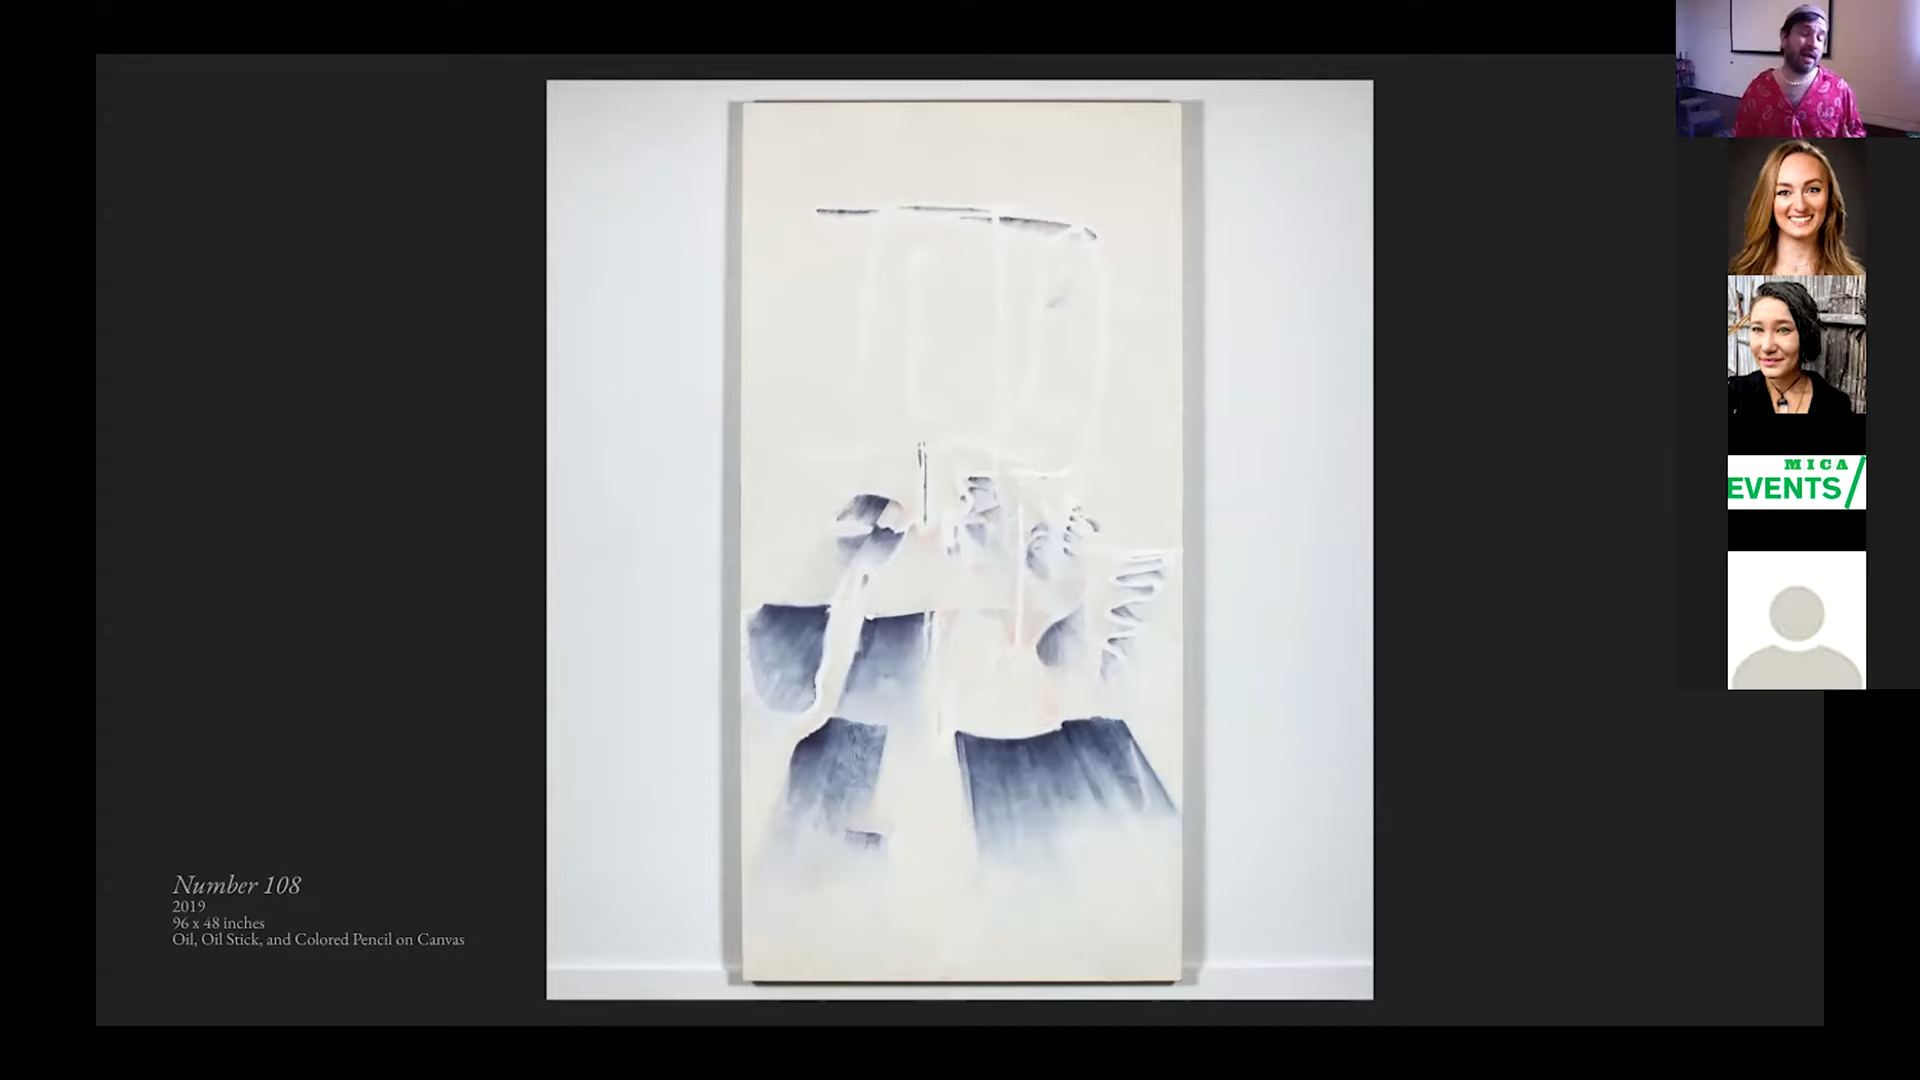 MICA
EVENTS/
Number 108
2019
96 x 48 inches
Oil, Oil Stick, and Colored Pencil on Canvas